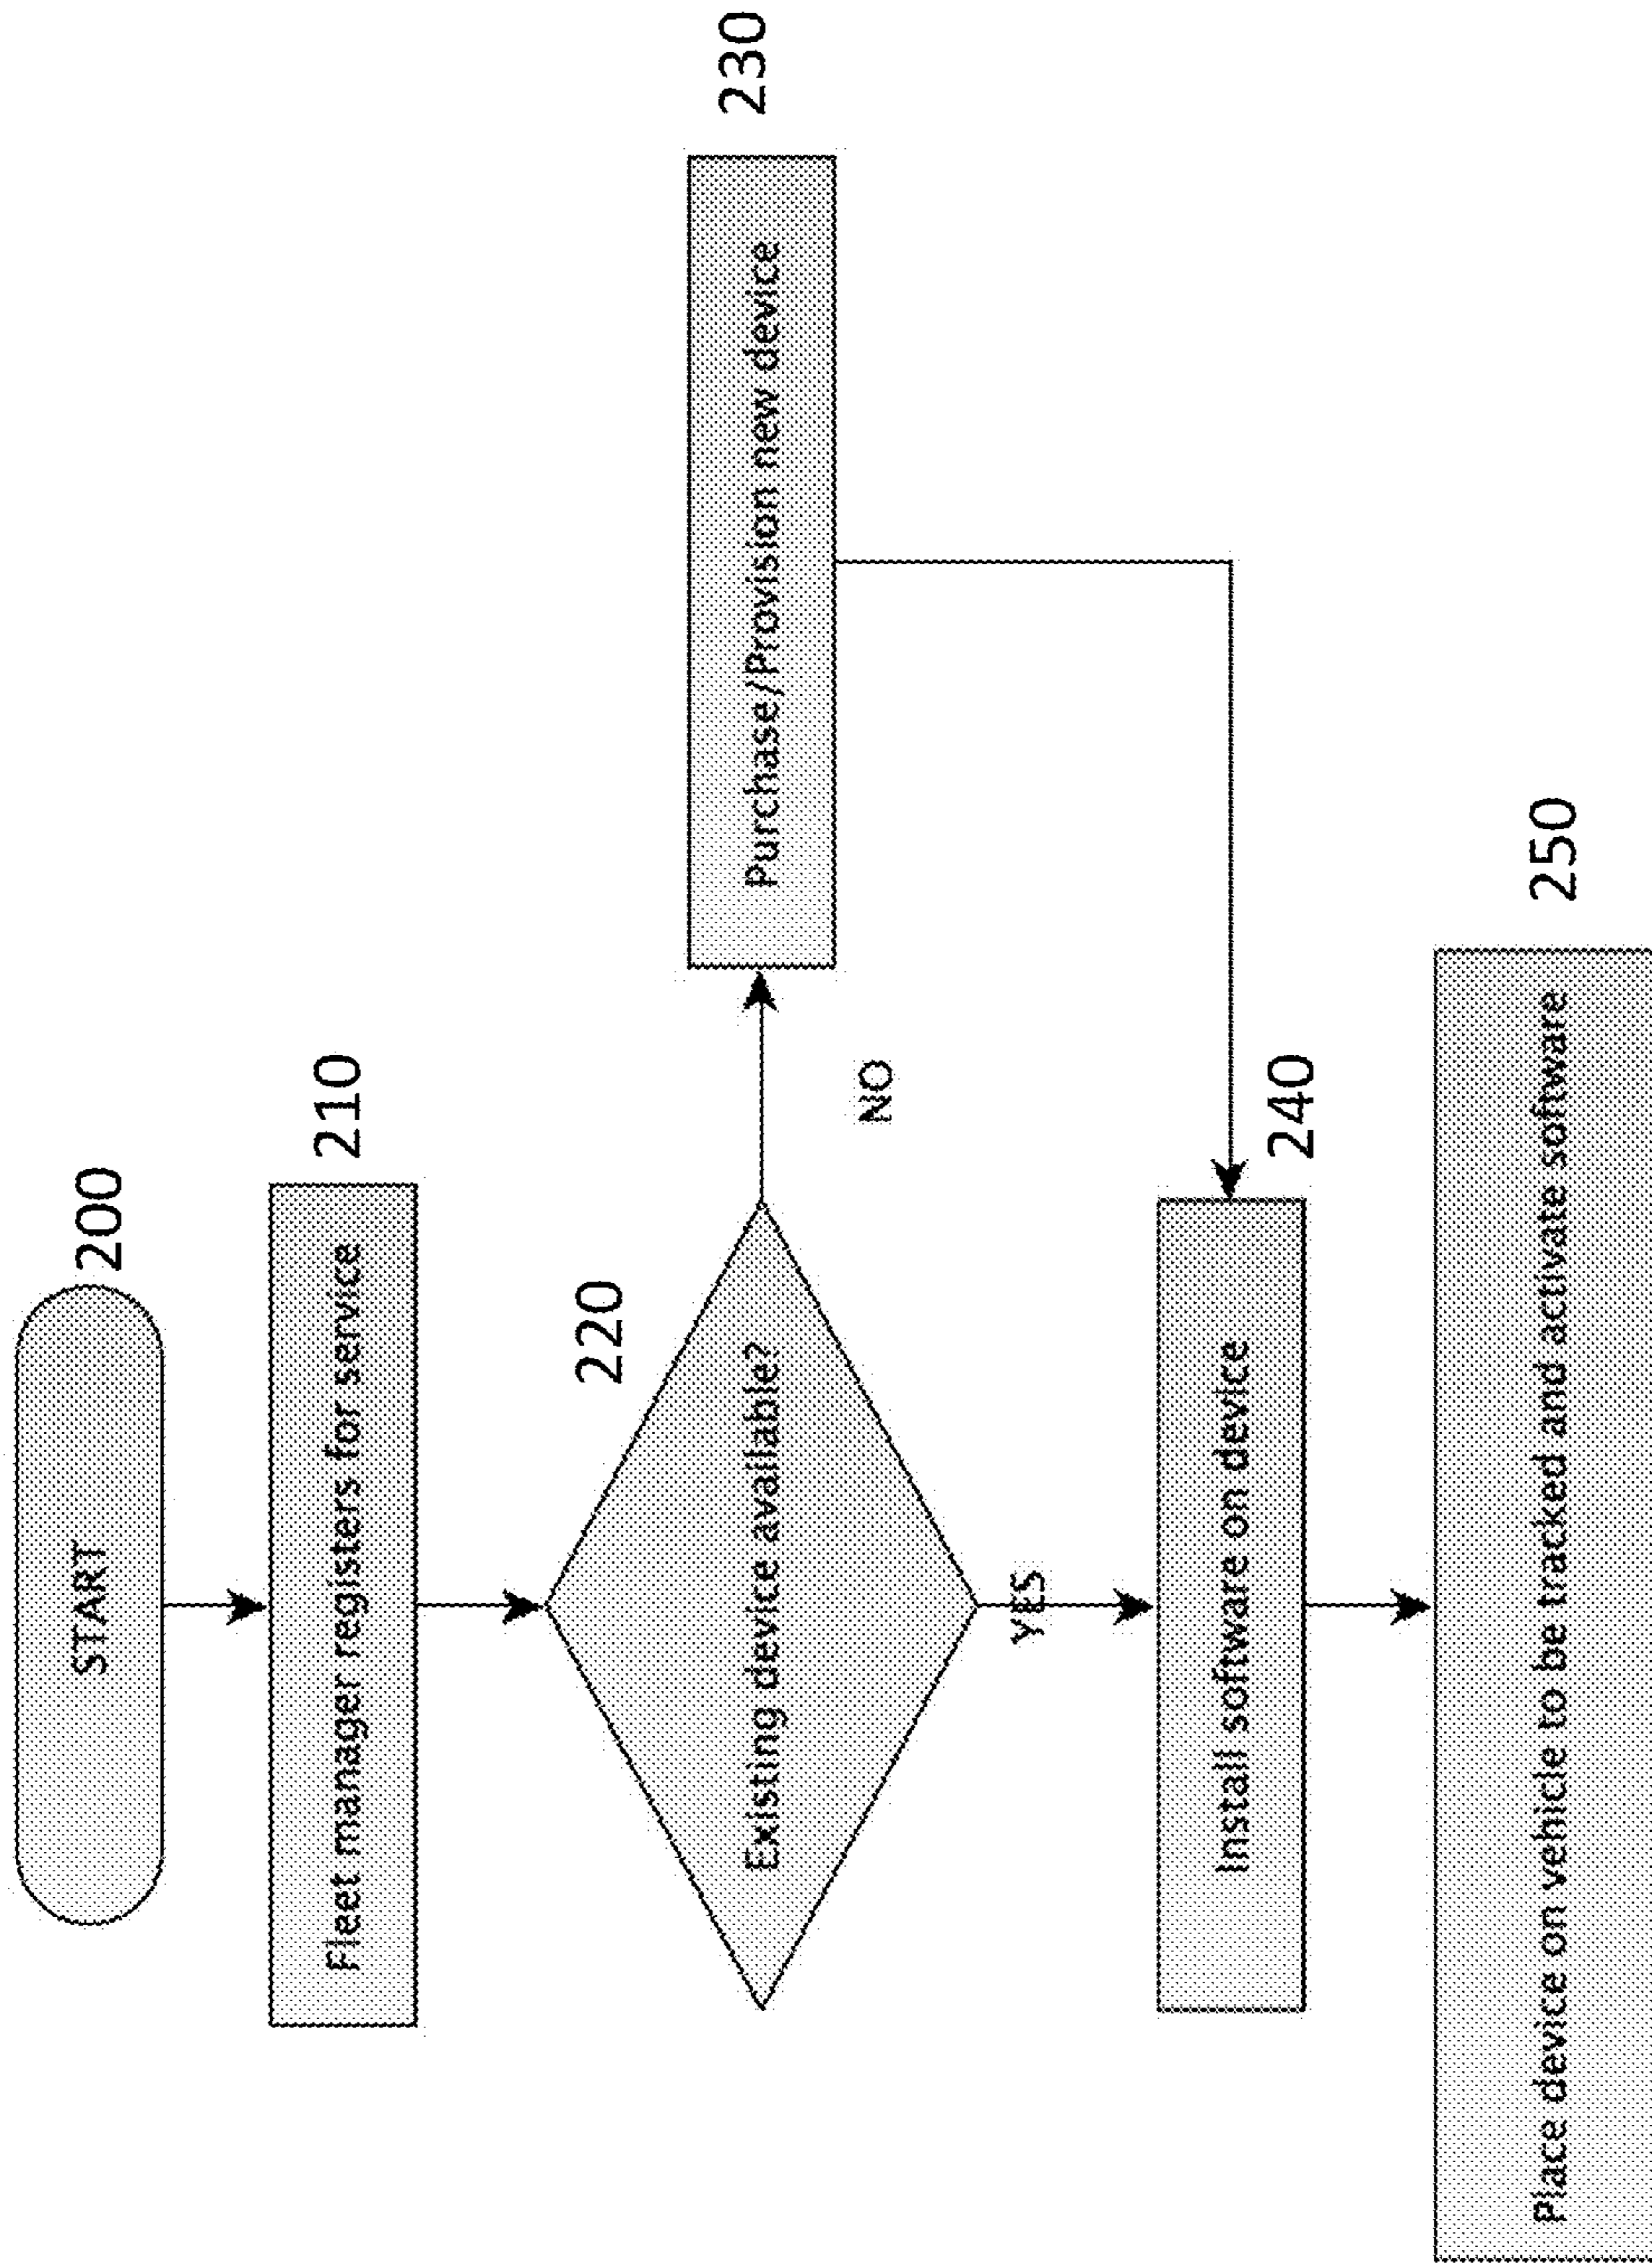 START
200
Fleet manager registers for service
210
220
Existing device available?
NO
Purchase/Provision new device
230
YES
Install software on device
240
Place device on vehicle to be tracked and activate software
250